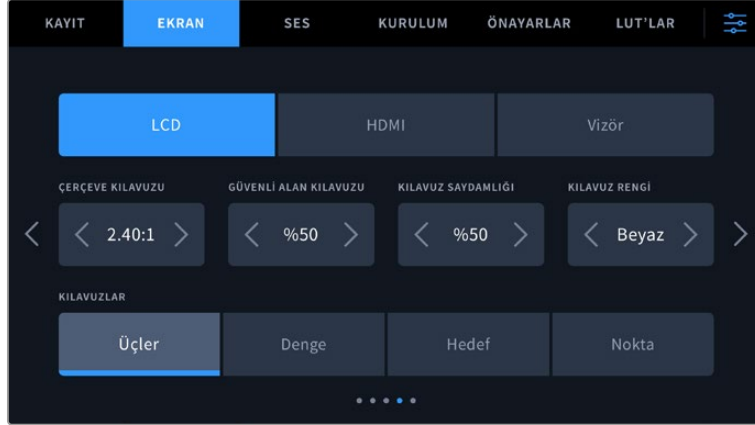 KAYIT EKRAN SES KURULUM ÖNAYARLAR LUT'LAR
LCD HDMI Vizör
ÇERÇEVE KILAVUZU GÜVENLİ ALAN KILAVUZU KILAVUZ SAYDAMLIĞI KILAVUZ RENGİ
2.40:1 %50 %50 Beyaz
KILAVUZLAR
Üçler Denge Hedef Nokta